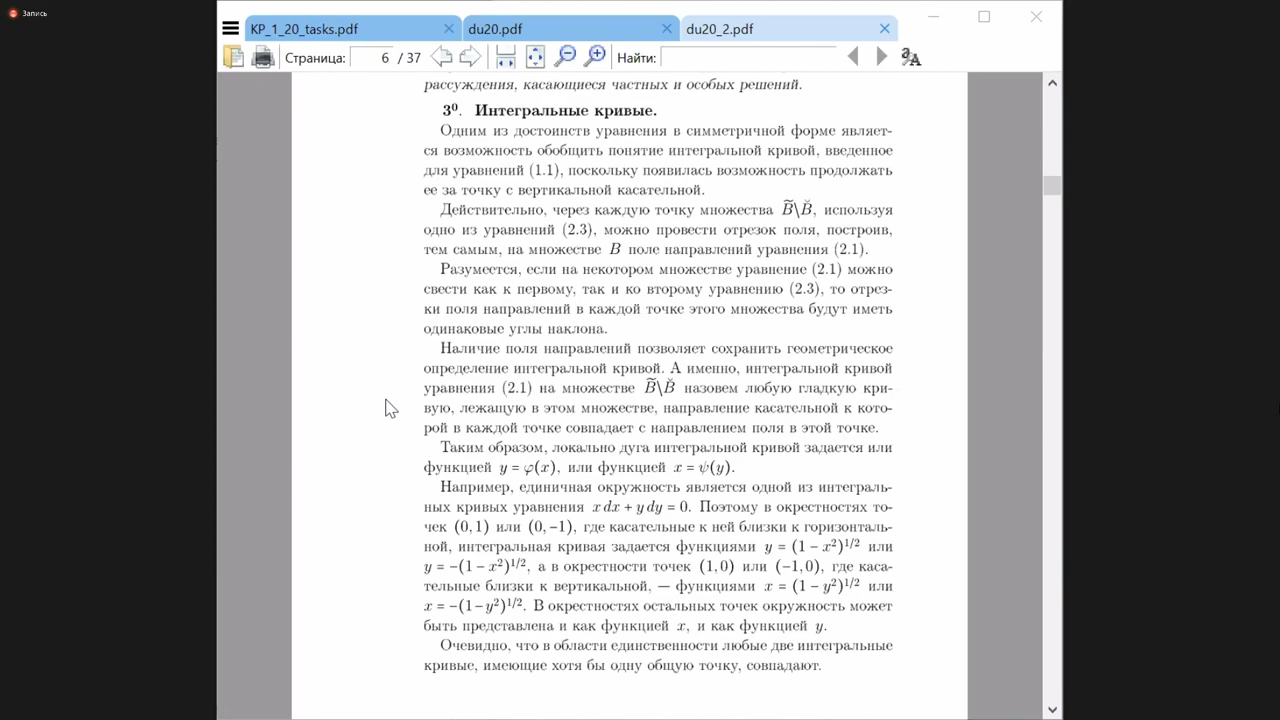 Запись
KP_1_20_tasks.pdf
du20.pdf
du20_2.pdf
Страница: 6 / 37
Найти:
рассуждения, касающиеся частных и особых решений.
3⁰. Интегральные кривые.
Одним из достоинств уравнения в симметричной форме являет-
ся возможность обобщить понятие интегральной кривой, введенное
для уравнений (1.1), поскольку появилась возможность продолжать
ее за точку с вертикальной касательной.
Действительно, через каждую точку множества B̃\B̆, используя
одно из уравнений (2.3), можно провести отрезок поля, построив,
тем самым, на множестве B поле направлений уравнения (2.1).
Разумеется, если на некотором множестве уравнение (2.1) можно
свести как к первому, так и ко второму уравнению (2.3), то отрез-
ки поля направлений в каждой точке этого множества будут иметь
одинаковые углы наклона.
Наличие поля направлений позволяет сохранить геометрическое
определение интегральной кривой. А именно, интегральной кривой
уравнения (2.1) на множестве B̃\B̆ назовем любую гладкую кри-
вую, лежащую в этом множестве, направление касательной к кото-
рой в каждой точке совпадает с направлением поля в этой точке.
Таким образом, локально дуга интегральной кривой задается или
функцией y = φ(x), или функцией x = ψ(y).
Например, единичная окружность является одной из интеграль-
ных кривых уравнения x dx + y dy = 0. Поэтому в окрестностях то-
чек (0, 1) или (0, −1), где касательные к ней близки к горизонталь-
ной, интегральная кривая задается функциями y = (1 − x²)^1/2 или
y = −(1 − x²)^1/2, а в окрестности точек (1, 0) или (−1, 0), где каса-
тельные близки к вертикальной, — функциями x = (1 − y²)^1/2 или
x = −(1−y²)^1/2. В окрестностях остальных точек окружность может
быть представлена и как функцией x, и как функцией y.
Очевидно, что в области единственности любые две интегральные
кривые, имеющие хотя бы одну общую точку, совпадают.